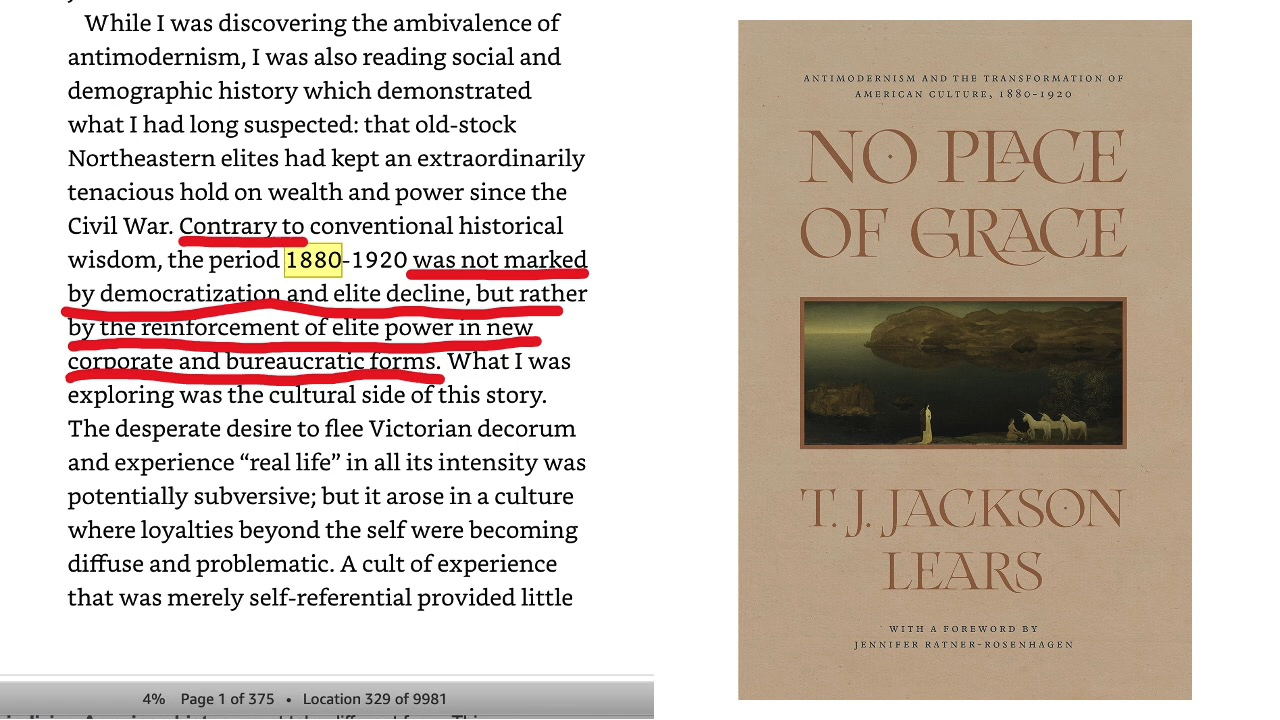 While I was discovering the ambivalence of
antimodernism, I was also reading social and
demographic history which demonstrated
what I had long suspected: that old-stock
Northeastern elites had kept an extraordinarily
tenacious hold on wealth and power since the
Civil War. Contrary to conventional historical
wisdom, the period 1880-1920 was not marked
by democratization and elite decline, but rather
by the reinforcement of elite power in new
corporate and bureaucratic forms. What I was
exploring was the cultural side of this story.
The desperate desire to flee Victorian decorum
and experience “real life” in all its intensity was
potentially subversive; but it arose in a culture
where loyalties beyond the self were becoming
diffuse and problematic. A cult of experience
that was merely self-referential provided little
4% Page 1 of 375 • Location 329 of 9981
ANTIMODERNISM AND THE TRANSFORMATION OF
AMERICAN CULTURE, 1880–1920
NO PLACE
OF GRACE
T. J. JACKSON
LEARS
WITH A FOREWORD BY
JENNIFER RATNER-ROSENHAGEN